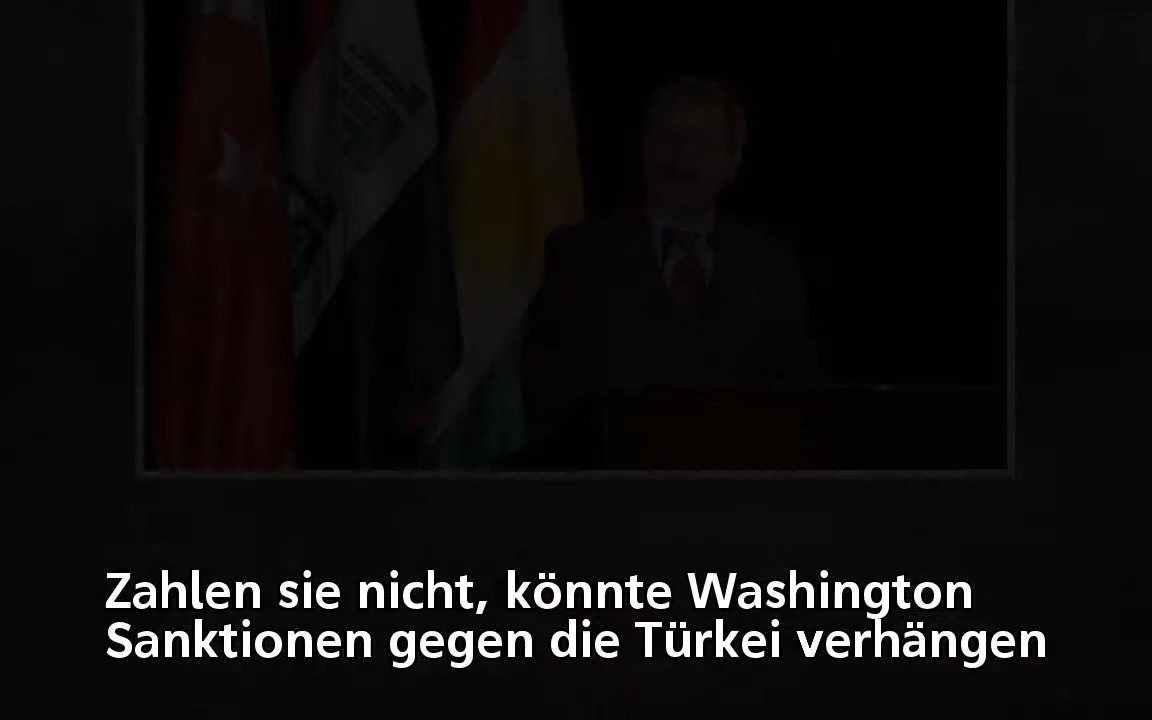 Zahlen sie nicht, könnte Washington
Sanktionen gegen die Türkei verhängen